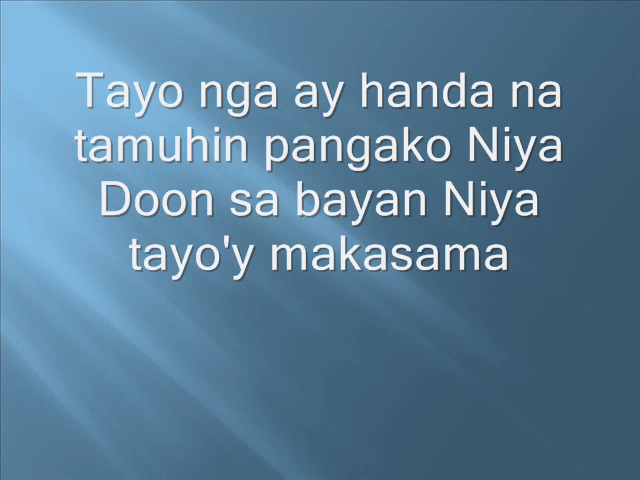 Tayo nga ay handa na
tamuhin pangako Niya
Doon sa bayan Niya
tayo'y makasama